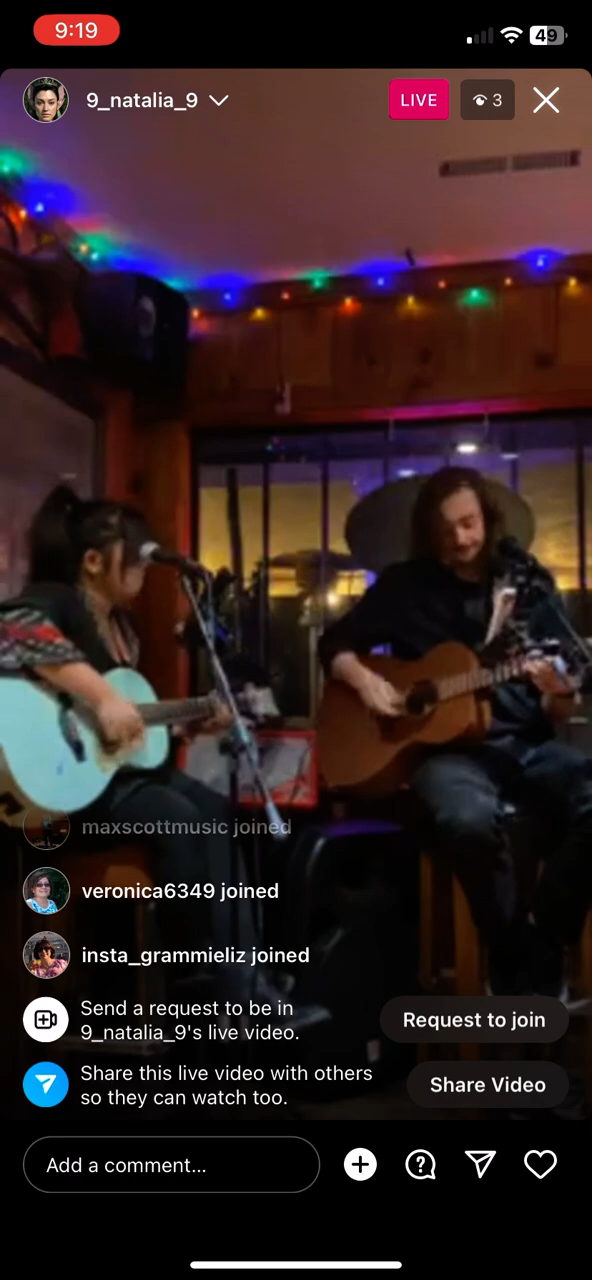 9:19
49
9_natalia_9
LIVE
3
maxscottmusic joined
veronica6349 joined
insta_grammieliz joined
Send a request to be in
9_natalia_9's live video.
Request to join
Share this live video with others
so they can watch too.
Share Video
Add a comment...